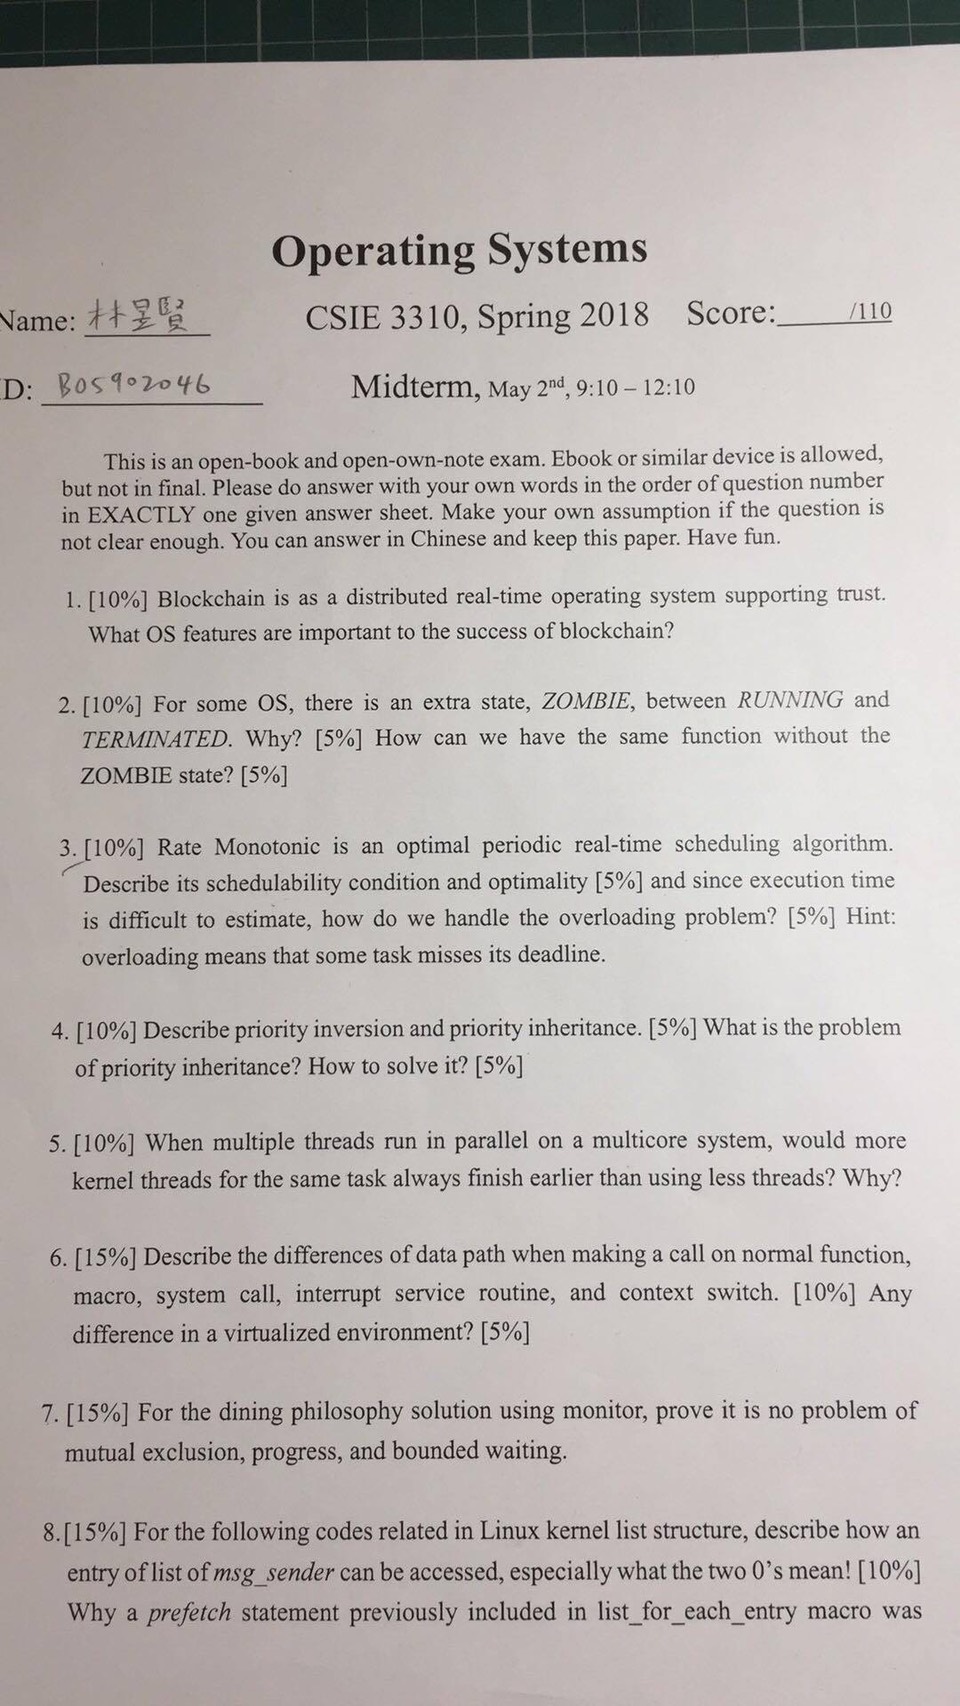 Operating Systems
Name: 林昱賢 CSIE 3310, Spring 2018 Score:____/110
D: B05902046 Midterm, May 2nd, 9:10 – 12:10
This is an open-book and open-own-note exam. Ebook or similar device is allowed,
but not in final. Please do answer with your own words in the order of question number
in EXACTLY one given answer sheet. Make your own assumption if the question is
not clear enough. You can answer in Chinese and keep this paper. Have fun.
1. [10%] Blockchain is as a distributed real-time operating system supporting trust.
What OS features are important to the success of blockchain?
2. [10%] For some OS, there is an extra state, ZOMBIE, between RUNNING and
TERMINATED. Why? [5%] How can we have the same function without the
ZOMBIE state? [5%]
3. [10%] Rate Monotonic is an optimal periodic real-time scheduling algorithm.
Describe its schedulability condition and optimality [5%] and since execution time
is difficult to estimate, how do we handle the overloading problem? [5%] Hint:
overloading means that some task misses its deadline.
4. [10%] Describe priority inversion and priority inheritance. [5%] What is the problem
of priority inheritance? How to solve it? [5%]
5. [10%] When multiple threads run in parallel on a multicore system, would more
kernel threads for the same task always finish earlier than using less threads? Why?
6. [15%] Describe the differences of data path when making a call on normal function,
macro, system call, interrupt service routine, and context switch. [10%] Any
difference in a virtualized environment? [5%]
7. [15%] For the dining philosophy solution using monitor, prove it is no problem of
mutual exclusion, progress, and bounded waiting.
8.[15%] For the following codes related in Linux kernel list structure, describe how an
entry of list of msg_sender can be accessed, especially what the two 0's mean! [10%]
Why a prefetch statement previously included in list_for_each_entry macro was